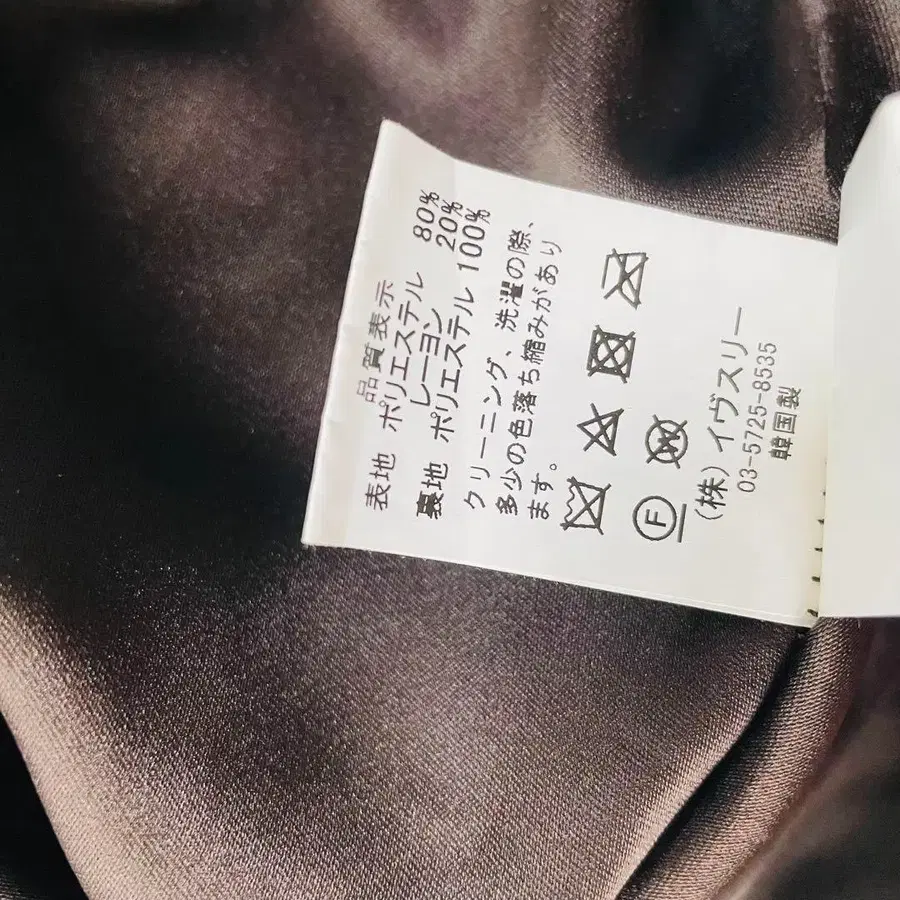 品質表示
表地 ポリエステル 80%
レーヨン 20%
裏地 ポリエステル 100%
クリーニング、洗濯の際、
多少の色落ち縮みがあり
ます。
F W
(株)イヴスリー
03-5725-8535
韓国製